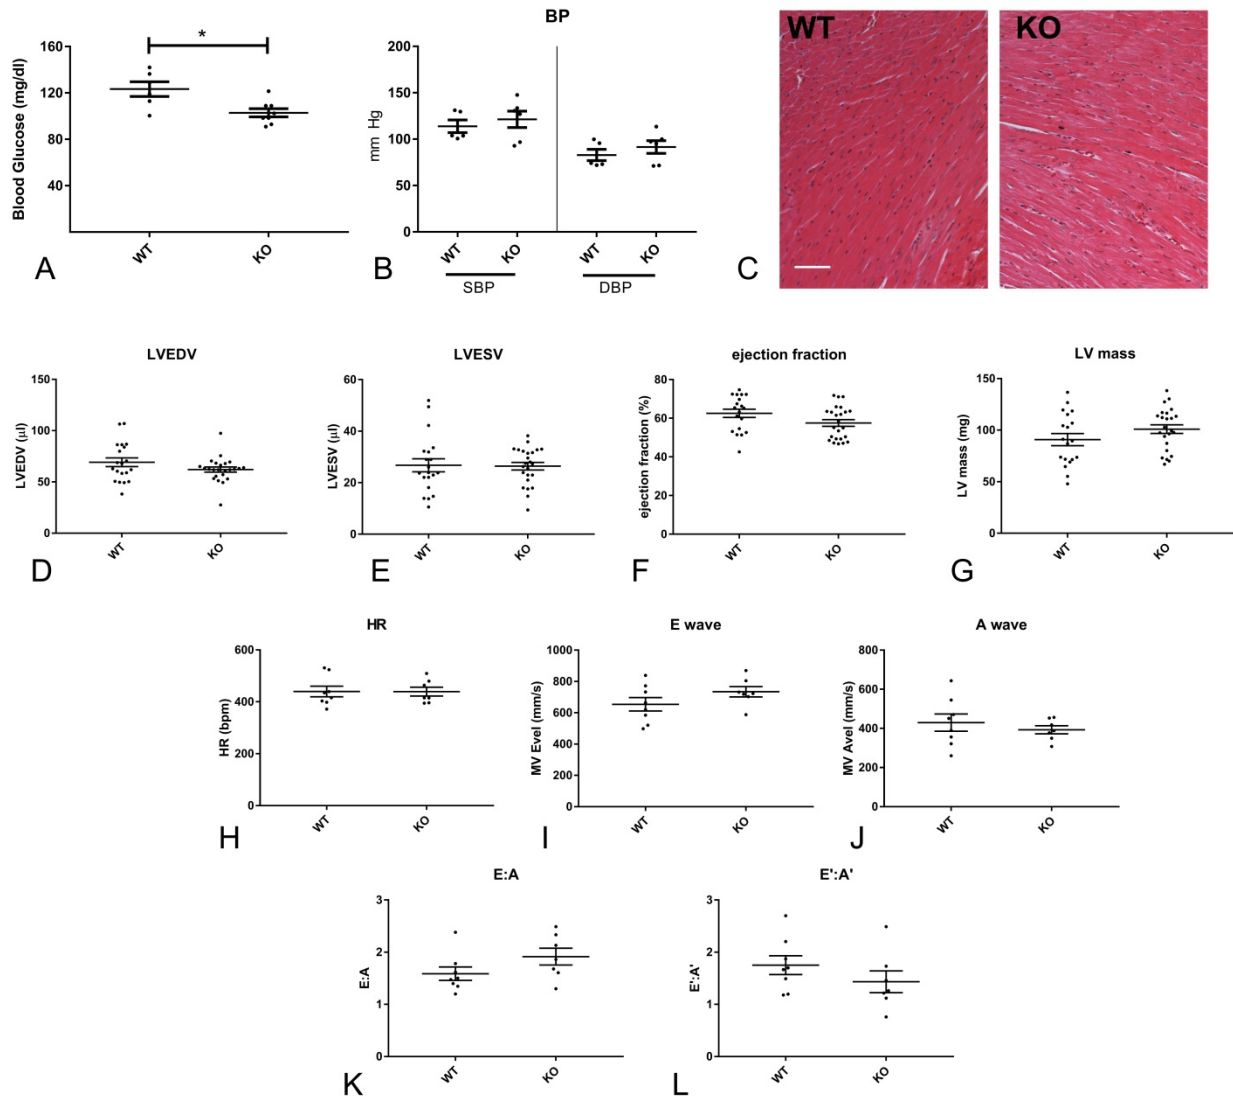 *
Blood Glucose (mg/dl)
160
120
80
40
WT
KO
A
BP
mm Hg
200
150
100
50
0
WT
KO
WT
KO
SBP
DBP
B
WT
KO
C
LVEDV
LVEDV (μl)
150
100
50
0
WT
KO
D
LVESV
LVESV (μl)
60
40
20
0
WT
KO
E
ejection fraction
ejection fraction (%)
80
60
40
20
0
WT
KO
F
LV mass
LV mass (mg)
150
100
50
0
WT
KO
G
HR
HR (bpm)
600
400
200
0
WT
KO
H
E wave
MV Evel (mm/s)
1000
800
600
400
200
0
WT
KO
I
A wave
MV Avel (mm/s)
800
600
400
200
0
WT
KO
J
E:A
E:A
3
2
1
0
WT
KO
K
E':A'
E':A'
3
2
1
0
WT
KO
L